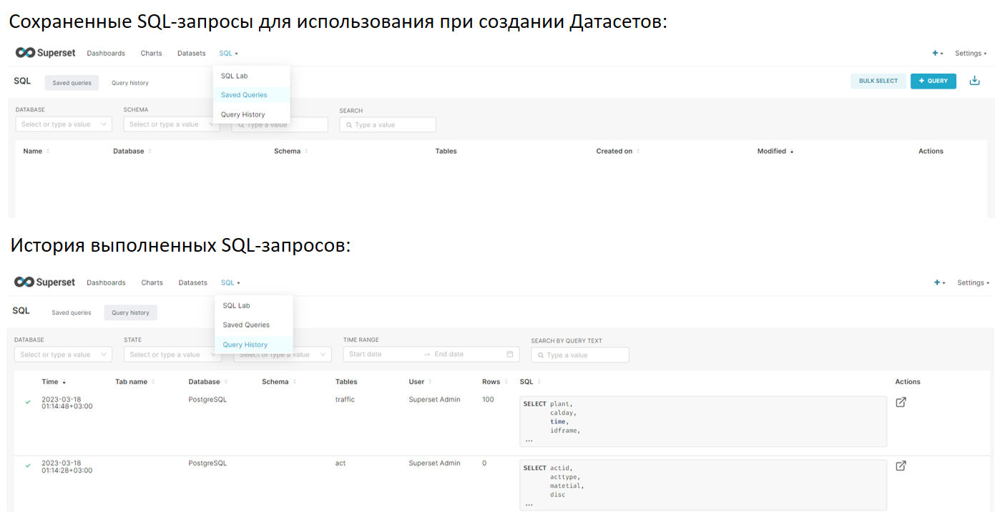 Сохраненные SQL-запросы для использования при создании Датасетов:
Superset Dashboards Charts Datasets SQL + Settings
SQL Saved queries Query history BULK SELECT + QUERY
SQL Lab
Saved Queries
Query History
DATABASE SCHEMA SEARCH
Select or type a value Select or type a value Type a value Type a value
Name Database Schema Tables Created on Modified Actions
История выполненных SQL-запросов:
Superset Dashboards Charts Datasets SQL + Settings
SQL Saved queries Query history
SQL Lab
Saved Queries
Query History
DATABASE STATE TIME RANGE SEARCH BY QUERY TEXT
Select or type a value Select or type a value Select or type a value Start date → End date Type a value
Time Tab name Database Schema Tables User Rows SQL Actions
2023-03-18 PostgreSQL traffic Superset Admin 100 SELECT plant,
01:14:48+03:00 calday,
time,
idframe,
...
2023-03-18 PostgreSQL act Superset Admin 0 SELECT actid,
01:14:28+03:00 acttype,
matetial,
disc
...